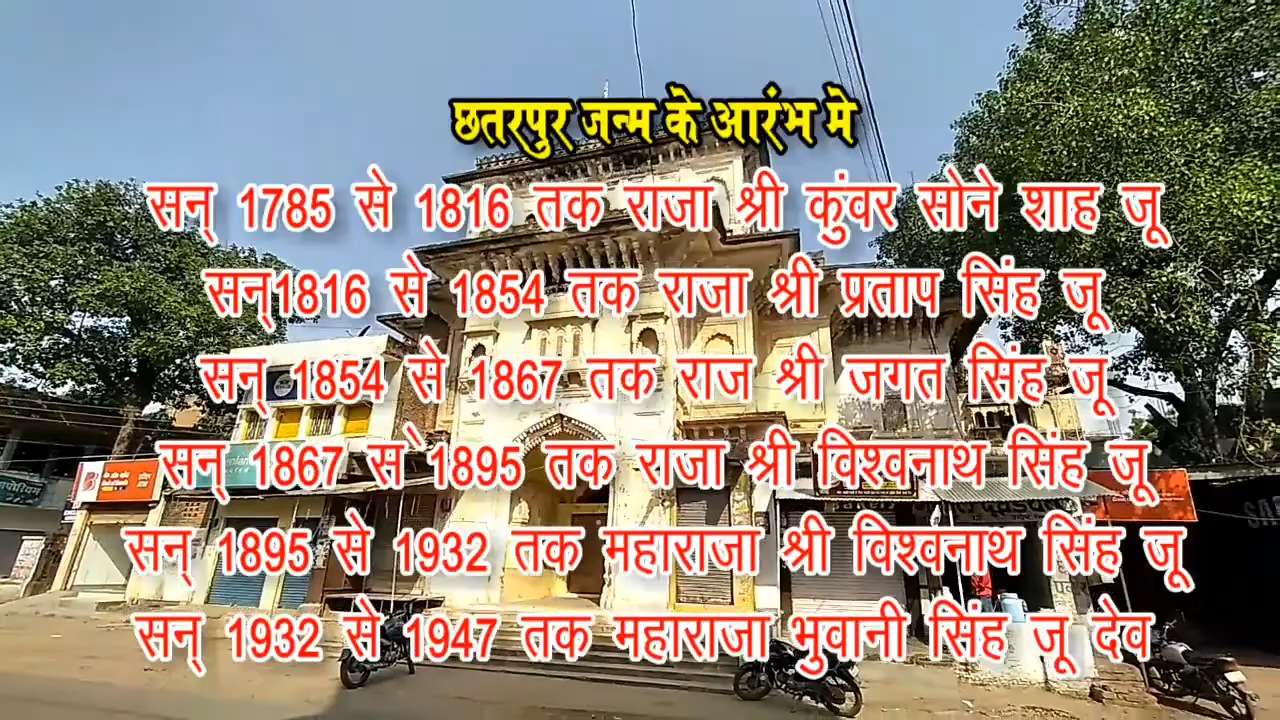 छतरपुर जन्म के आरंभ मे
सन् 1785 से 1816 तक राजा श्री कुंवर सोने शाह जू
सन्1816 से 1854 तक राजा श्री प्रताप सिंह जू
सन् 1854 से 1867 तक राज श्री जगत सिंह जू
सन् 1867 स`े 1895 तक राजा श्री विश्वनाथ सिंह जू
सन् 1895 से 1932 तक महाराजा श्री विश्वनाथ सिंह जू
सन् 1932 से 1947 तक महाराजा भुवानी सिंह जू देव